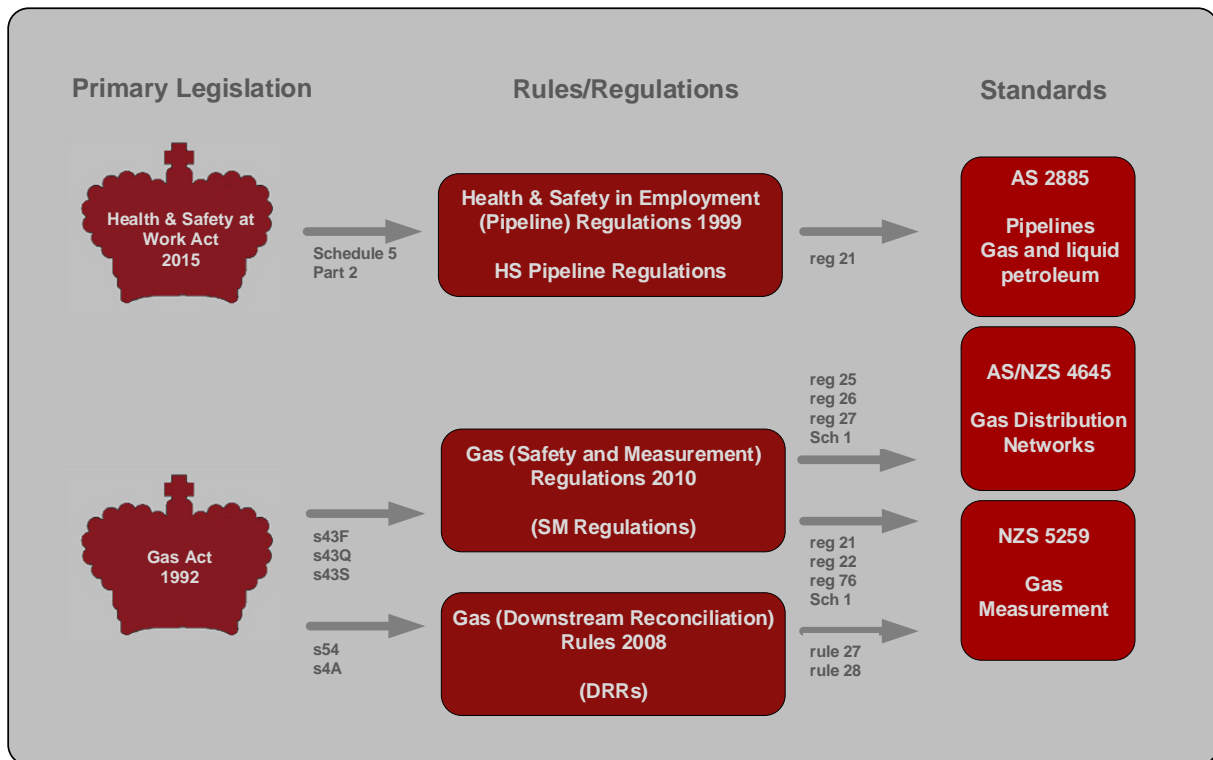 Primary Legislation
Rules/Regulations
Standards
Health & Safety at
Work Act
2015
Schedule 5
Part 2
Health & Safety in Employment
(Pipeline) Regulations 1999
HS Pipeline Regulations
reg 21
AS 2885
Pipelines
Gas and liquid
petroleum
Gas Act
1992
s43F
s43Q
s43S
Gas (Safety and Measurement)
Regulations 2010
(SM Regulations)
reg 25
reg 26
reg 27
Sch 1
AS/NZS 4645
Gas Distribution
Networks
reg 21
reg 22
reg 76
Sch 1
NZS 5259
Gas
Measurement
s54
s4A
Gas (Downstream Reconciliation)
Rules 2008
(DRRs)
rule 27
rule 28